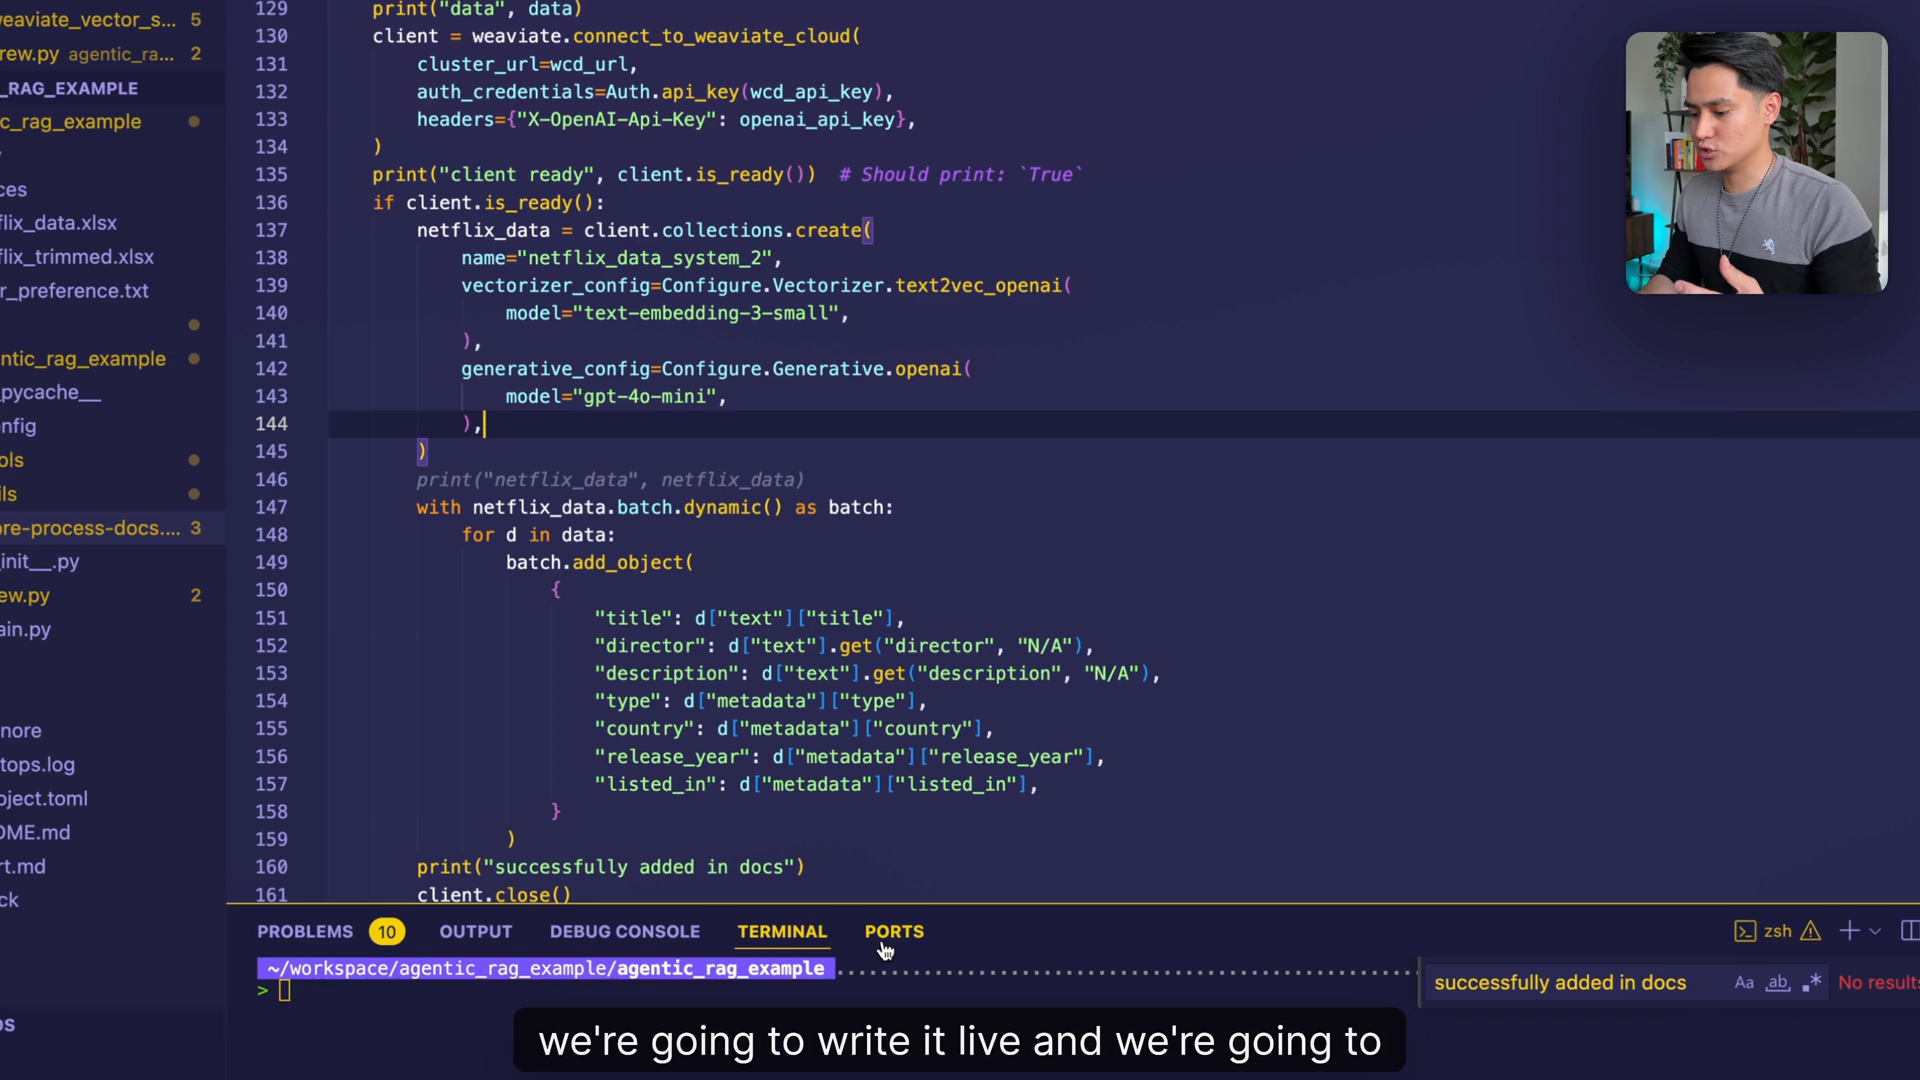 weaviate_vector_s... 5
rew.py agentic_ra... 2
_RAG_EXAMPLE
c_rag_example
ces
flix_data.xlsx
flix_trimmed.xlsx
r_preference.txt
ntic_rag_example
pycache__
nfig
ols
ils
ore-process-docs.... 3
init__.py
ew.py 2
ain.py
nore
tops.log
oject.toml
OME.md
rt.md
ck
OS
129 print("data", data)
130 client = weaviate.connect_to_weaviate_cloud(
131 cluster_url=wcd_url,
132 auth_credentials=Auth.api_key(wcd_api_key),
133 headers={"X-OpenAI-Api-Key": openai_api_key},
134 )
135 print("client ready", client.is_ready()) # Should print: `True`
136 if client.is_ready():
137 netflix_data = client.collections.create(
138 name="netflix_data_system_2",
139 vectorizer_config=Configure.Vectorizer.text2vec_openai(
140 model="text-embedding-3-small",
141 ),
142 generative_config=Configure.Generative.openai(
143 model="gpt-4o-mini",
144 ),
145 )
146 print("netflix_data", netflix_data)
147 with netflix_data.batch.dynamic() as batch:
148 for d in data:
149 batch.add_object(
150 {
151 "title": d["text"]["title"],
152 "director": d["text"].get("director", "N/A"),
153 "description": d["text"].get("description", "N/A"),
154 "type": d["metadata"]["type"],
155 "country": d["metadata"]["country"],
156 "release_year": d["metadata"]["release_year"],
157 "listed_in": d["metadata"]["listed_in"],
158 }
159 )
160 print("successfully added in docs")
161 client.close()
PROBLEMS 10 OUTPUT DEBUG CONSOLE TERMINAL PORTS zsh
~/workspace/agentic_rag_example/agentic_rag_example
>
successfully added in docs Aa ab .* No results
we're going to write it live and we're going to